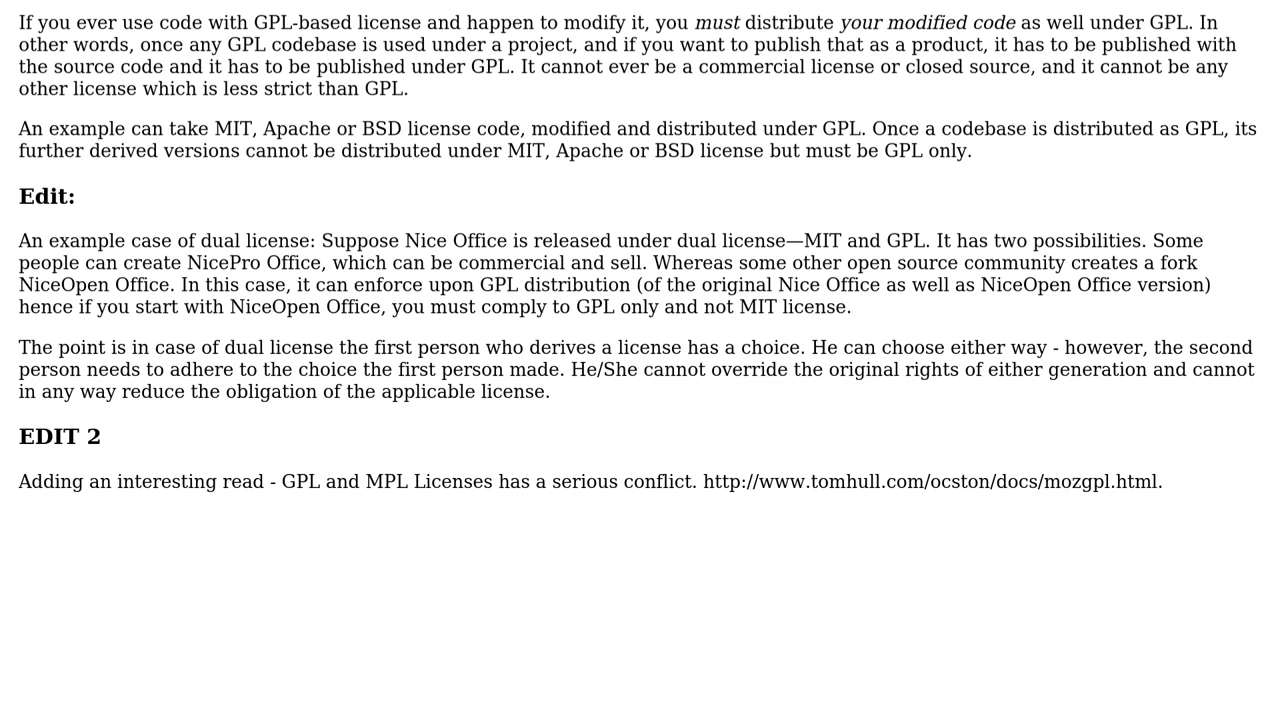 If you ever use code with GPL-based license and happen to modify it, you must distribute your modified code as well under GPL. In
other words, once any GPL codebase is used under a project, and if you want to publish that as a product, it has to be published with
the source code and it has to be published under GPL. It cannot ever be a commercial license or closed source, and it cannot be any
other license which is less strict than GPL.
An example can take MIT, Apache or BSD license code, modified and distributed under GPL. Once a codebase is distributed as GPL, its
further derived versions cannot be distributed under MIT, Apache or BSD license but must be GPL only.
Edit:
An example case of dual license: Suppose Nice Office is released under dual license—MIT and GPL. It has two possibilities. Some
people can create NicePro Office, which can be commercial and sell. Whereas some other open source community creates a fork
NiceOpen Office. In this case, it can enforce upon GPL distribution (of the original Nice Office as well as NiceOpen Office version)
hence if you start with NiceOpen Office, you must comply to GPL only and not MIT license.
The point is in case of dual license the first person who derives a license has a choice. He can choose either way - however, the second
person needs to adhere to the choice the first person made. He/She cannot override the original rights of either generation and cannot
in any way reduce the obligation of the applicable license.
EDIT 2
Adding an interesting read - GPL and MPL Licenses has a serious conflict. http://www.tomhull.com/ocston/docs/mozgpl.html.